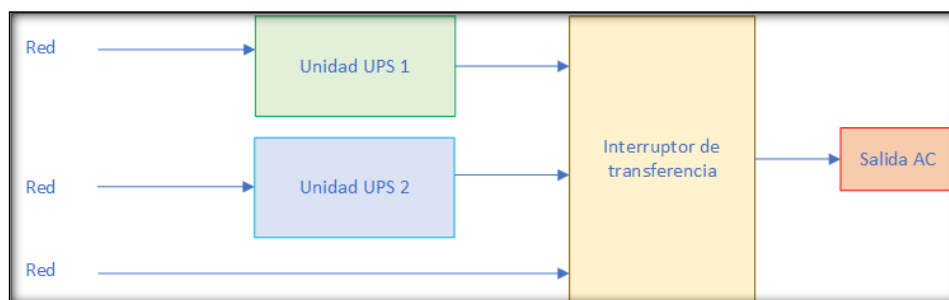 Red
Unidad UPS 1
Red
Unidad UPS 2
Interruptor de
transferencia
Salida AC
Red